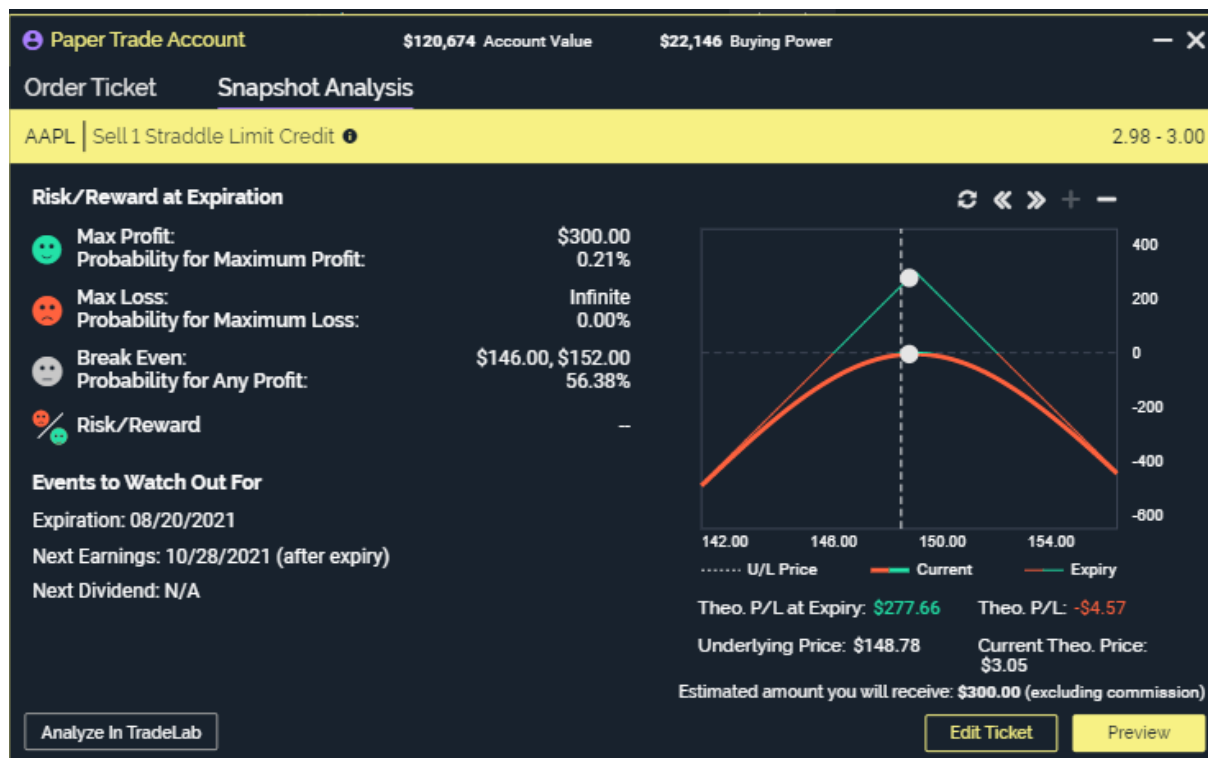 Paper Trade Account $120,674 Account Value $22,146 Buying Power
Order Ticket Snapshot Analysis
AAPL | Sell 1 Straddle Limit Credit 2.98 - 3.00
Risk/Reward at Expiration
Max Profit: $300.00
Probability for Maximum Profit: 0.21%
Max Loss: Infinite
Probability for Maximum Loss: 0.00%
Break Even: $146.00, $152.00
Probability for Any Profit: 56.38%
Risk/Reward --
Events to Watch Out For
Expiration: 08/20/2021
Next Earnings: 10/28/2021 (after expiry)
Next Dividend: N/A
400
200
0
-200
-400
-600
142.00 146.00 150.00 154.00
U/L Price Current Expiry
Theo. P/L at Expiry: $277.66 Theo. P/L: -$4.57
Underlying Price: $148.78 Current Theo. Price:
$3.05
Estimated amount you will receive: $300.00 (excluding commission)
Analyze In TradeLab Edit Ticket Preview